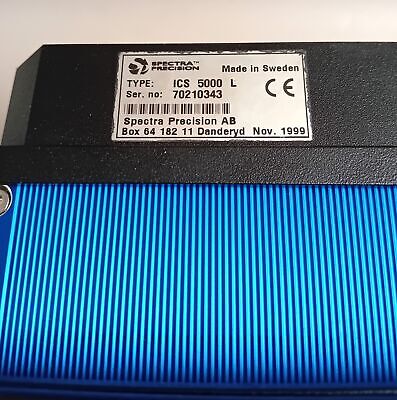 SPECTRA™
PRECISION
Made in Sweden
TYPE: ICS 5000 L
Ser. no: 70210343
CE
Spectra Precision AB
Box 64 182 11 Danderyd Nov. 1999